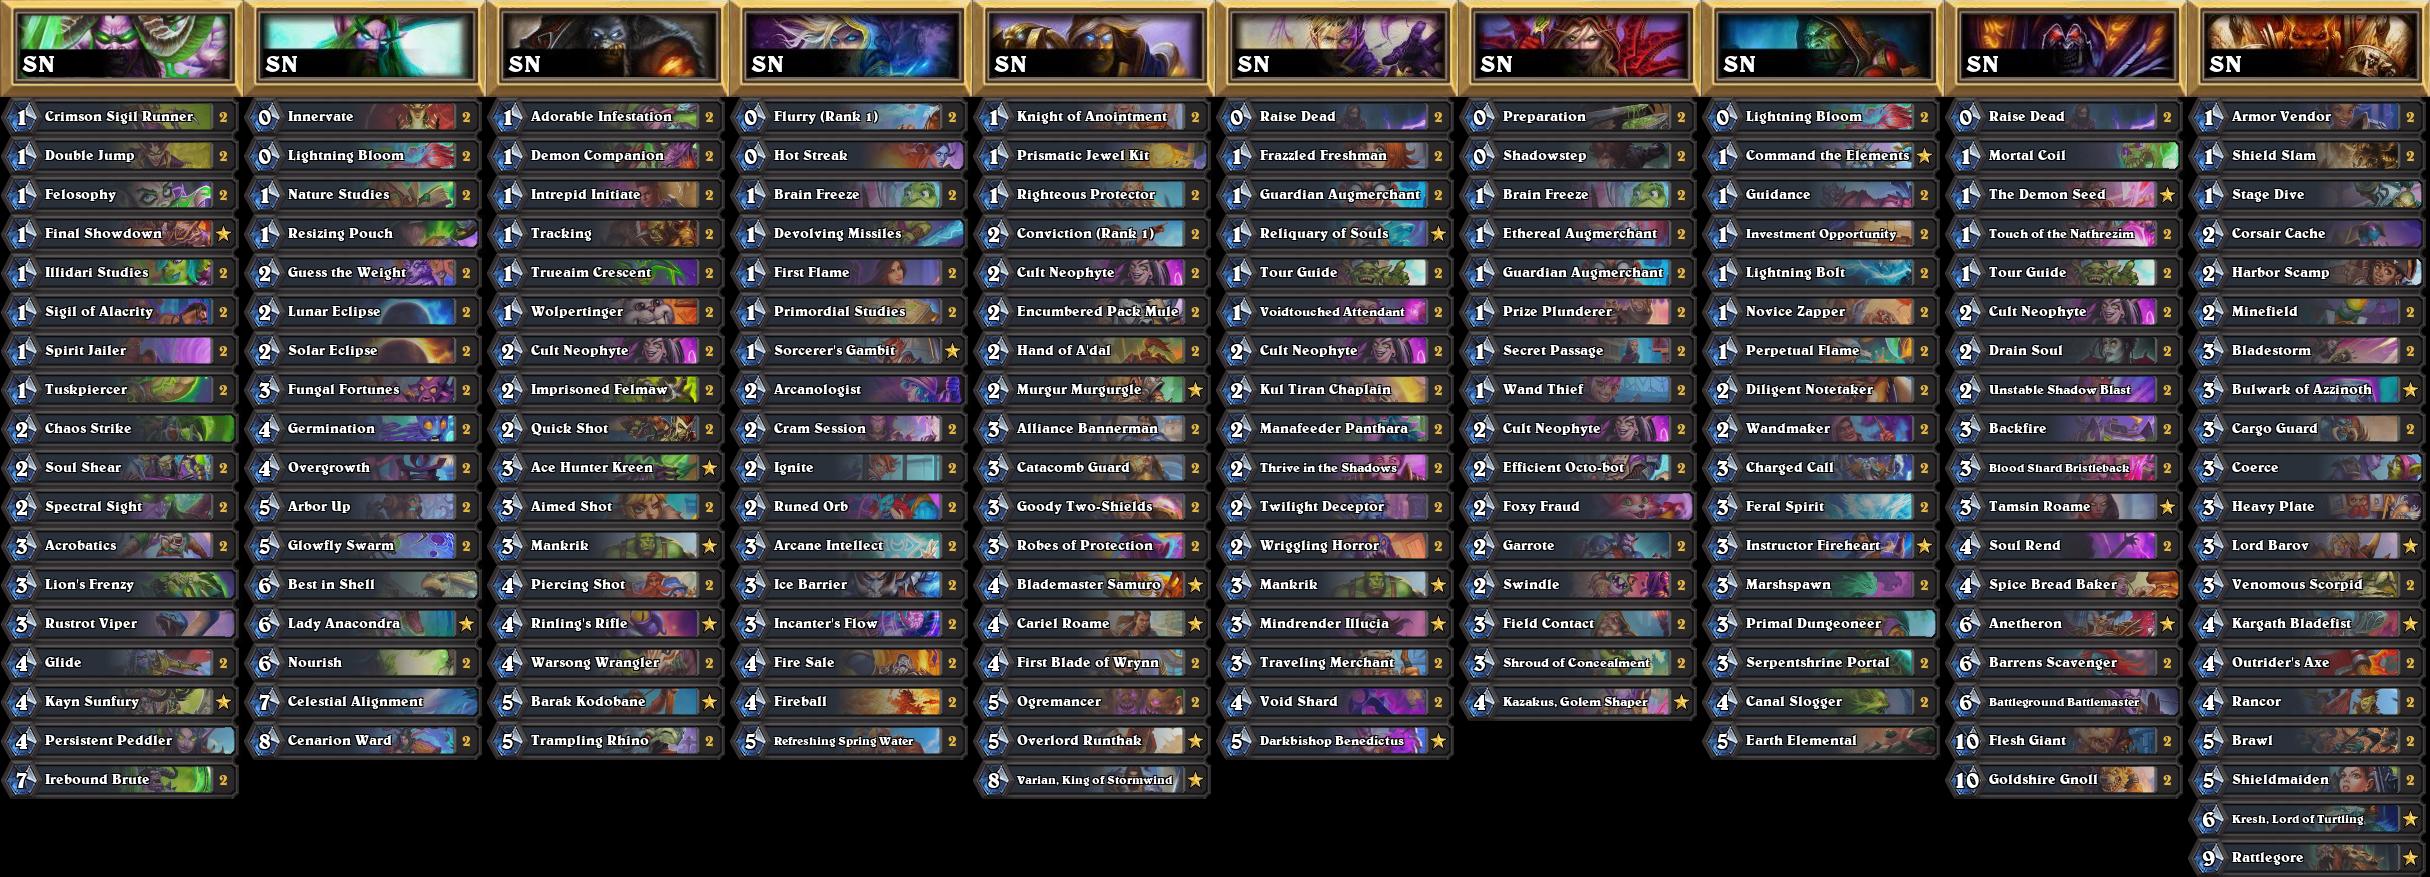 SN
1 Crimson Sigil Runner 2
1 Double Jump 2
1 Felosophy 2
1 Final Showdown
1 Illidari Studies 2
1 Sigil of Alacrity 2
1 Spirit Jailer 2
1 Tuskpiercer 2
2 Chaos Strike
2 Soul Shear 2
2 Spectral Sight 2
3 Acrobatics 2
3 Lion's Frenzy 2
3 Rustrot Viper
4 Glide 2
4 Kayn Sunfury
4 Persistent Peddler
7 Irebound Brute 2
SN
0 Innervate 2
0 Lightning Bloom 2
1 Nature Studies 2
1 Resizing Pouch
2 Guess the Weight 2
2 Lunar Eclipse 2
2 Solar Eclipse 2
3 Fungal Fortunes 2
4 Germination 2
4 Overgrowth 2
5 Arbor Up 2
5 Glowfly Swarm 2
6 Best in Shell
6 Lady Anacondra
6 Nourish 2
7 Celestial Alignment
8 Cenarion Ward 2
SN
1 Adorable Infestation 2
1 Demon Companion 2
1 Intrepid Initiate 2
1 Tracking 2
1 Trueaim Crescent 2
1 Wolpertinger 2
2 Cult Neophyte 2
2 Imprisoned Felmaw 2
2 Quick Shot 2
3 Ace Hunter Kreen
3 Aimed Shot 2
3 Mankrik
4 Piercing Shot 2
4 Rinling's Rifle
4 Warsong Wrangler 2
5 Barak Kodobane
5 Trampling Rhino 2
SN
0 Flurry (Rank 1) 2
0 Hot Streak
1 Brain Freeze 2
1 Devolving Missiles
1 First Flame 2
1 Primordial Studies 2
1 Sorcerer's Gambit
2 Arcanologist
2 Cram Session 2
2 Ignite 2
2 Runed Orb 2
3 Arcane Intellect 2
3 Ice Barrier 2
3 Incanter's Flow 2
4 Fire Sale 2
4 Fireball 2
5 Refreshing Spring Water 2
SN
1 Knight of Anointment 2
1 Prismatic Jewel Kit
1 Righteous Protector 2
2 Conviction (Rank 1) 2
2 Cult Neophyte 2
2 Encumbered Pack Mule 2
2 Hand of A'dal 2
2 Murgur Murgurgle
3 Alliance Bannerman 2
3 Catacomb Guard 2
3 Goody Two-Shields 2
3 Robes of Protection 2
4 Blademaster Samuro
4 Cariel Roame
4 First Blade of Wrynn 2
5 Ogremancer 2
5 Overlord Runthak
8 Varian, King of Stormwind
SN
0 Raise Dead 2
1 Frazzled Freshman 2
1 Guardian Augmerchant 2
1 Reliquary of Souls
1 Tour Guide 2
1 Voidtouched Attendant 2
2 Cult Neophyte 2
2 Kul Tiran Chaplain 2
2 Manafeeder Panthara 2
2 Thrive in the Shadows 2
2 Twilight Deceptor 2
2 Wriggling Horror 2
3 Mankrik
3 Mindrender Illucia
3 Traveling Merchant 2
4 Void Shard 2
5 Darkbishop Benedictus
SN
0 Preparation 2
0 Shadowstep 2
1 Brain Freeze 2
1 Ethereal Augmerchant 2
1 Guardian Augmerchant 2
1 Prize Plunderer 2
1 Secret Passage 2
1 Wand Thief 2
2 Cult Neophyte 2
2 Efficient Octo-bot 2
2 Foxy Fraud
2 Garrote 2
2 Swindle 2
3 Field Contact 2
3 Shroud of Concealment 2
4 Kazakus, Golem Shaper
SN
0 Lightning Bloom 2
1 Command the Elements
1 Guidance 2
1 Investment Opportunity 2
1 Lightning Bolt 2
1 Novice Zapper 2
1 Perpetual Flame 2
2 Diligent Notetaker 2
2 Wandmaker 2
3 Charged Call 2
3 Feral Spirit 2
3 Instructor Fireheart
3 Marshspawn 2
3 Primal Dungeoneer
3 Serpentshrine Portal 2
4 Canal Slogger 2
5 Earth Elemental
SN
0 Raise Dead 2
1 Mortal Coil
1 The Demon Seed
1 Touch of the Nathrezim 2
1 Tour Guide 2
2 Cult Neophyte 2
2 Drain Soul 2
2 Unstable Shadow Blast 2
3 Backfire 2
3 Blood Shard Bristleback 2
3 Tamsin Roame
4 Soul Rend 2
4 Spice Bread Baker
6 Anetheron
6 Barrens Scavenger 2
6 Battleground Battlemaster
10 Flesh Giant 2
10 Goldshire Gnoll 2
SN
1 Armor Vendor 2
1 Shield Slam 2
1 Stage Dive
2 Corsair Cache
2 Harbor Scamp
2 Minefield 2
3 Bladestorm 2
3 Bulwark of Azzinoth
3 Cargo Guard 2
3 Coerce
3 Heavy Plate
3 Lord Barov
3 Venomous Scorpid 2
4 Kargath Bladefist
4 Outrider's Axe 2
4 Rancor 2
5 Brawl 2
5 Shieldmaiden 2
6 Kresh, Lord of Turtling
9 Rattlegore